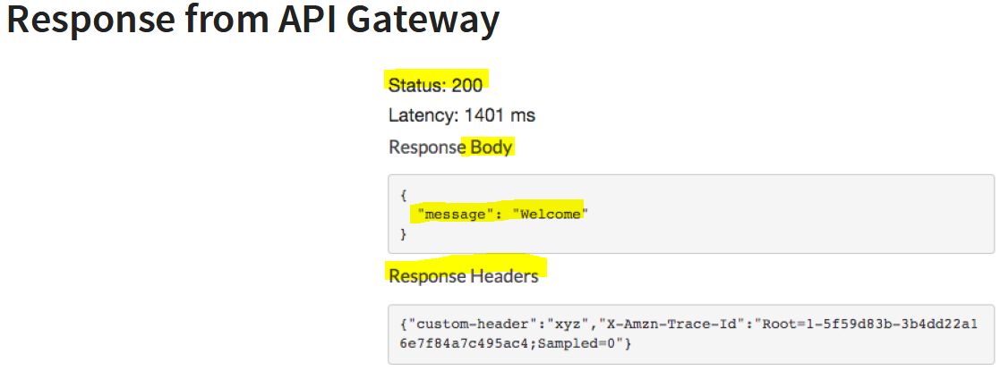 Response from API Gateway
Status: 200
Latency: 1401 ms
Response Body
{
"message": "Welcome"
}
Response Headers
{"custom-header":"xyz","X-Amzn-Trace-Id":"Root=1-5f59d83b-3b4dd22a1
6e7f84a7c495ac4;Sampled=0"}